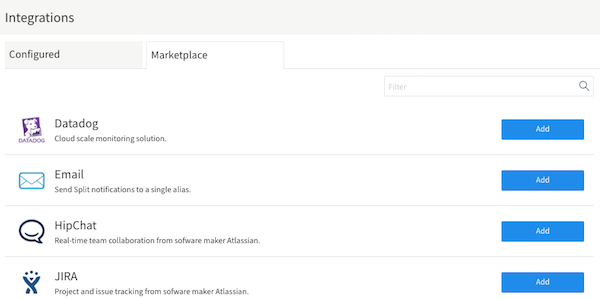 Integrations
Configured
Marketplace
Filter
DATADOG
Datadog
Cloud scale monitoring solution.
Add
Email
Send Split notifications to a single alias.
Add
HipChat
Real-time team collaboration from sofware maker Atlassian.
Add
JIRA
Project and issue tracking from sofware maker Atlassian.
Add